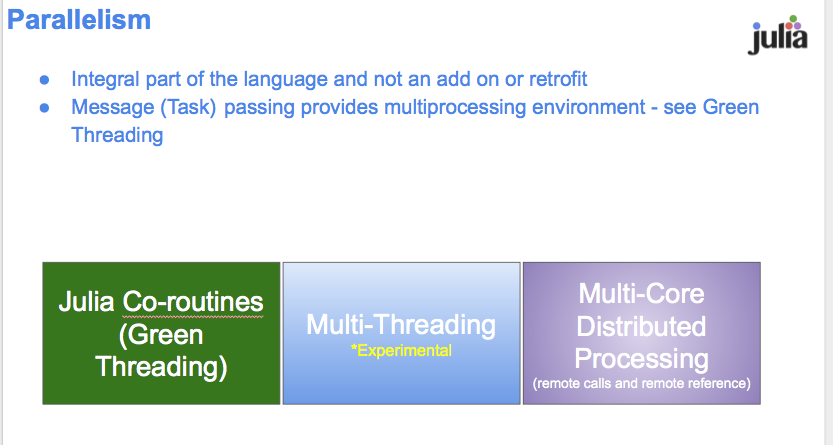 Parallelism
julia
● Integral part of the language and not an add on or retrofit
● Message (Task) passing provides multiprocessing environment - see Green
Threading
Julia Co-routines
(Green
Threading)
Multi-Threading
*Experimental
Multi-Core
Distributed
Processing
(remote calls and remote reference)